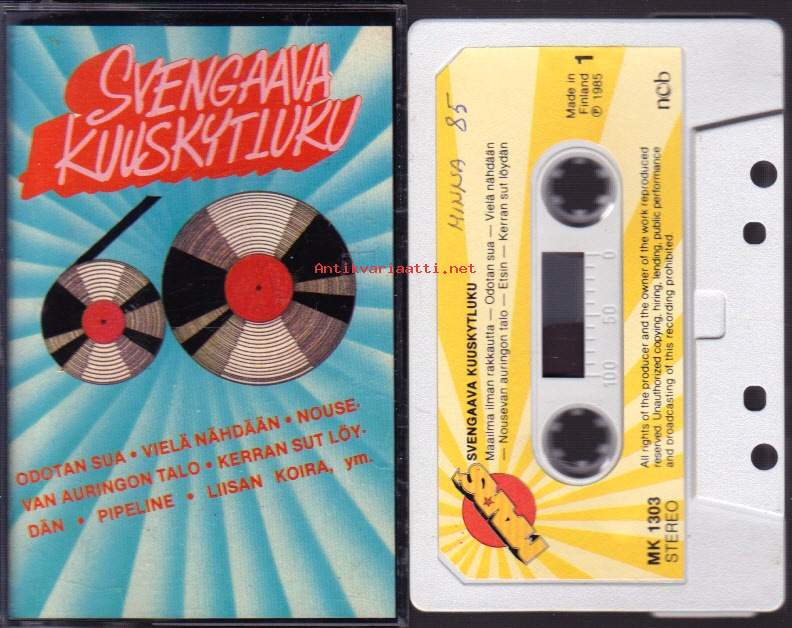 SVENGAAVA
KUUSKYTLUKU
60
Antikvariaatti.net
ODOTAN SUA • VIELÄ NÄHDÄÄN • NOUSE-
VAN AURINGON TALO • KERRAN SUT LÖY-
DÄN • PIPELINE • LIISAN KOIRA, ym.
MINNA 85
SVENGAAVA KUUSKYTLUKU
Maailma ilman rakkautta — Odotan sua — Vielä nähdään
— Nousevan auringon talo — Etsin — Kerran sut löydän
Made in
Finland
℗ 1985
1
ncb
0
50
100
MK 1303
STEREO
All rights of the producer and the owner of the work reproduced
reserved. Unauthorized copying, hiring, lending, public performance
and broadcasting of this recording prohibited.